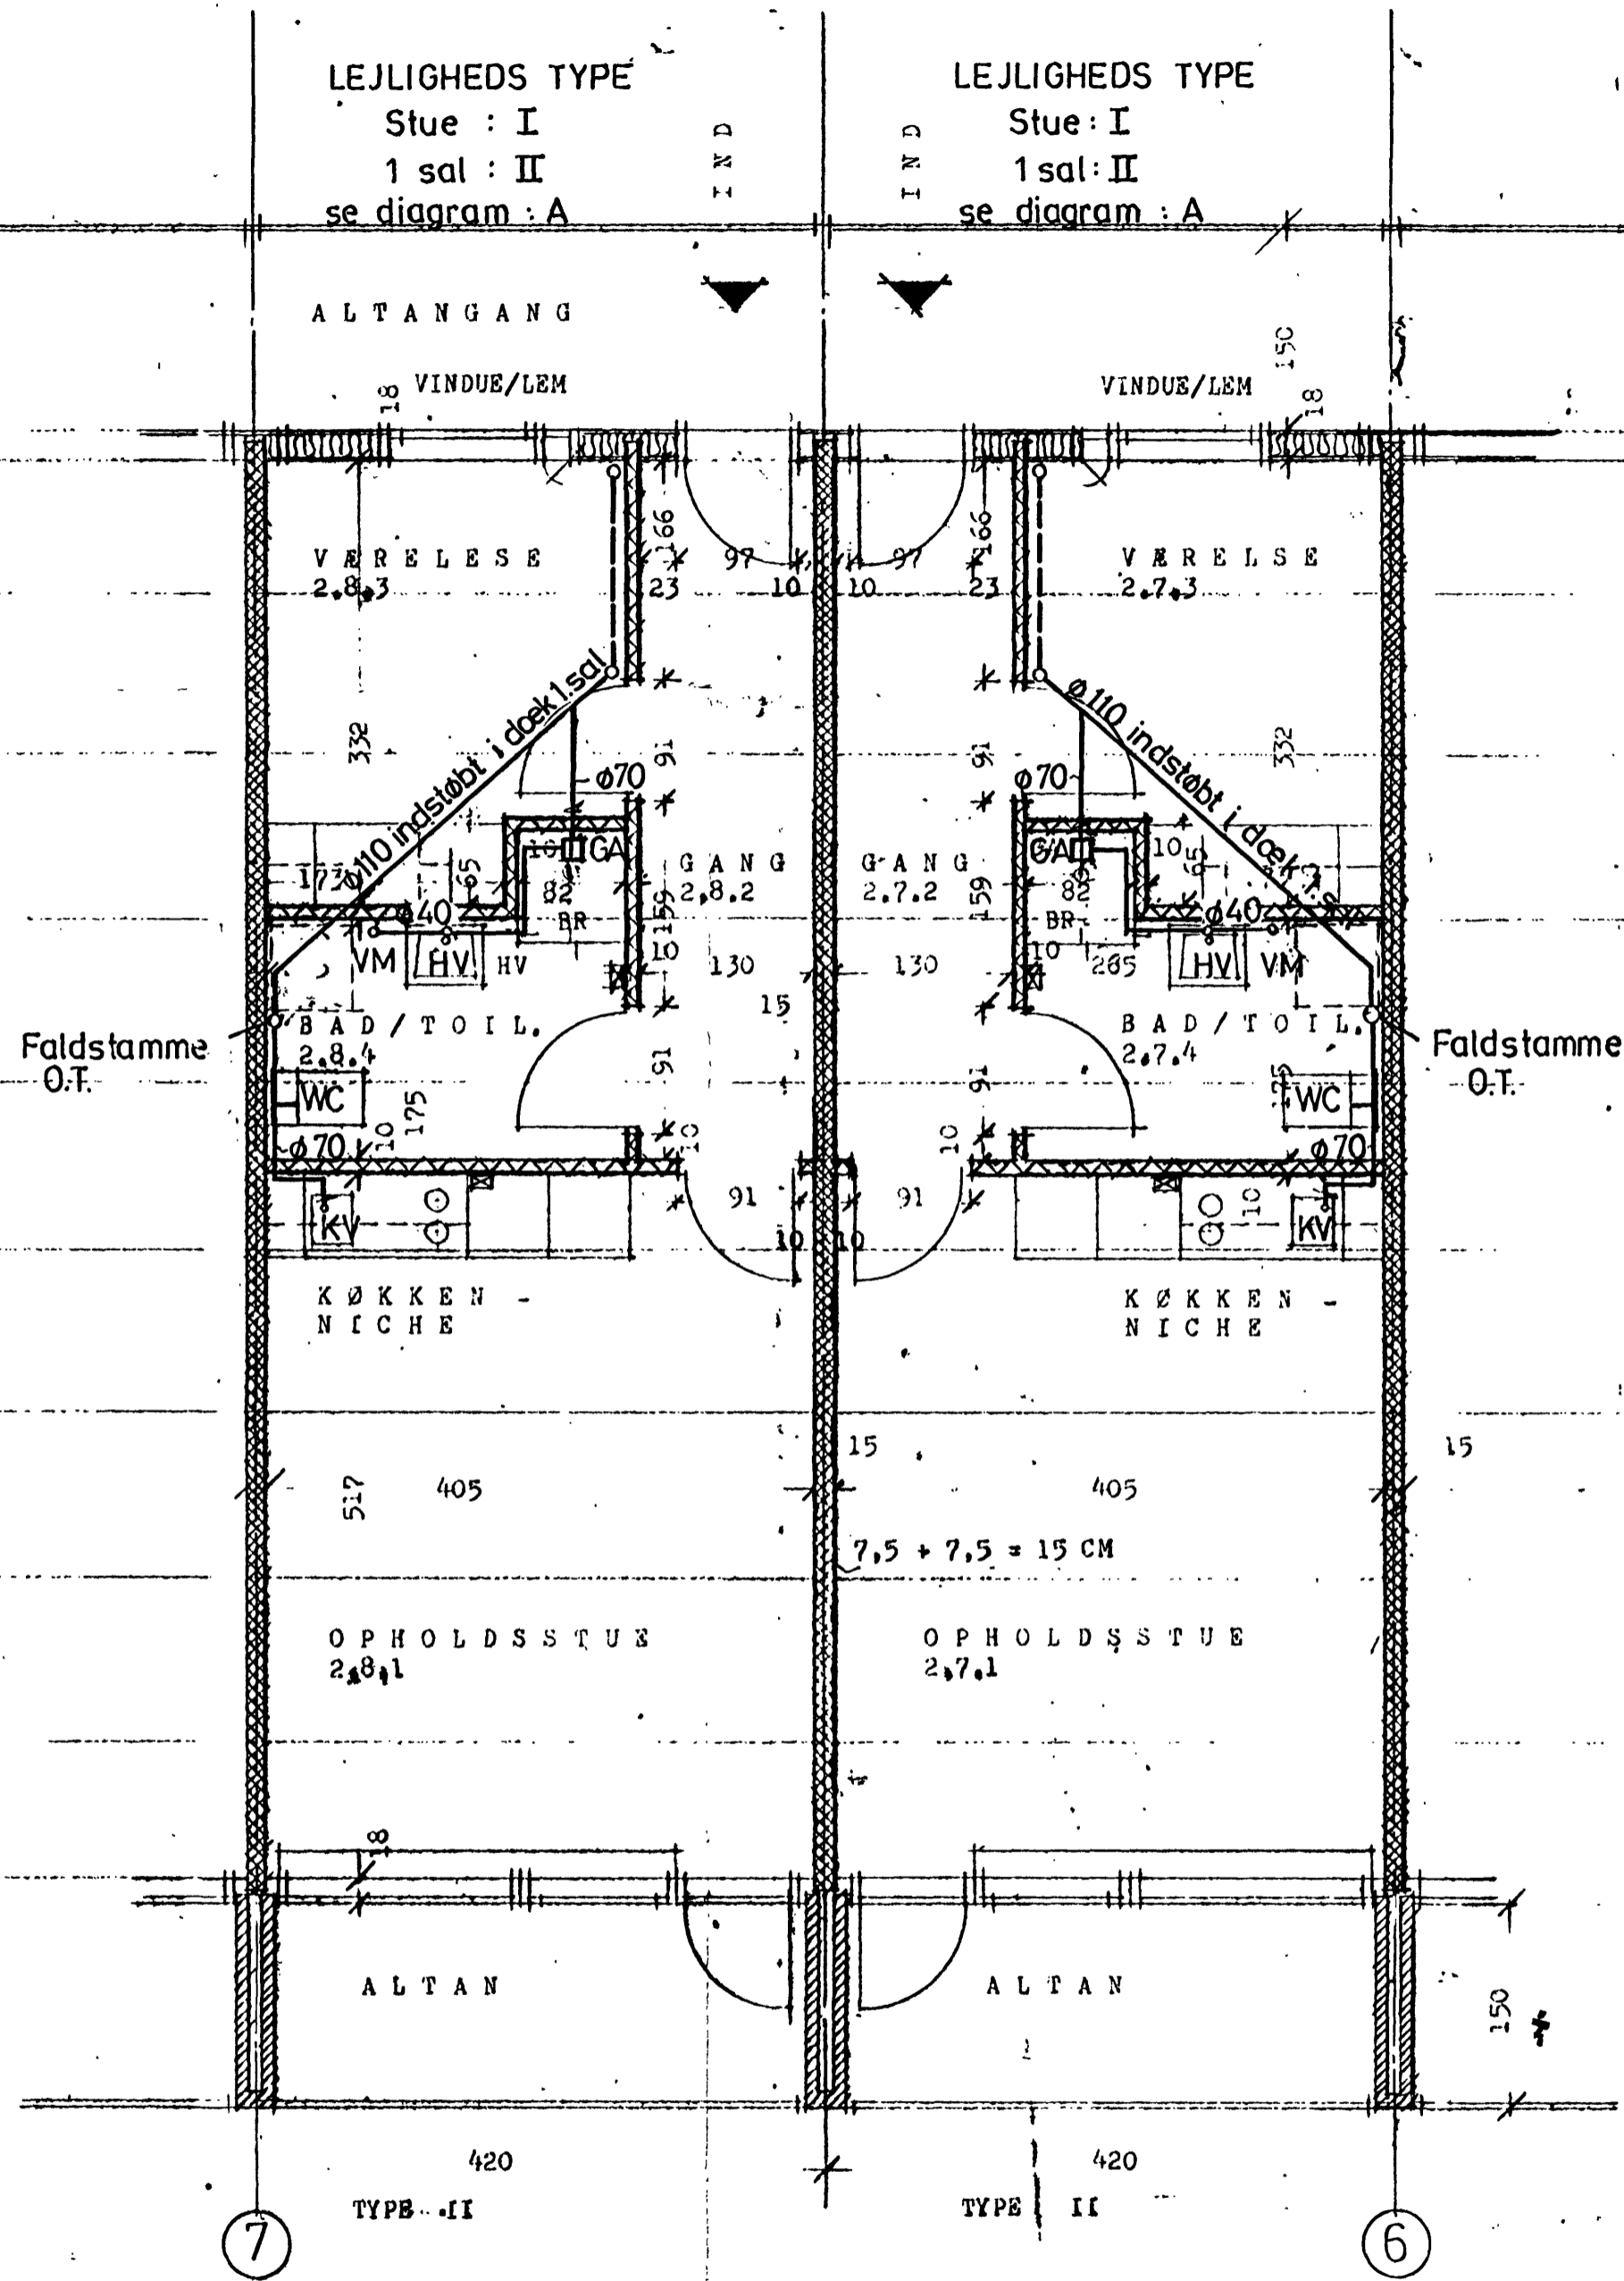 LEJLIGHEDS TYPE
Stue : I
1 sal : II
se diagram : A
IND
IND
LEJLIGHEDS TYPE
Stue : I
1 sal : II
se diagram : A
ALTANGANG
VINDUE/LEM
18
VINDUE/LEM
150
18
VÆRELESE
2.8.3
166
97
23
10
10
97
166
23
VÆRELSE
2.7.3
ø110 indstøbt i dæk 1.sal
ø110 indstøbt i dæk
332
91
91
332
ø70
ø70
173
65
10
GA
82
BR
GANG
2.8.2
GANG
2.7.2
GA
82
BR
10
65
159
159
ø40
ø40
VM
HV
HV
10
130
130
10
265
HV
VM
15
Faldstamme
O.T.
BAD/TOIL.
2.8.4
BAD/TOIL.
2.7.4
Faldstamme
O.T.
91
91
WC
175
WC
ø70
10
10
10
ø70
KV
91
91
10
KV
10
10
KØKKEN -
NICHE
KØKKEN -
NICHE
517
405
15
405
15
7,5 + 7,5 = 15 CM
OPHOLDSSTUE
2.8.1
OPHOLDSSTUE
2.7.1
18
ALTAN
ALTAN
150
420
420
TYPE II
TYPE II
7
6